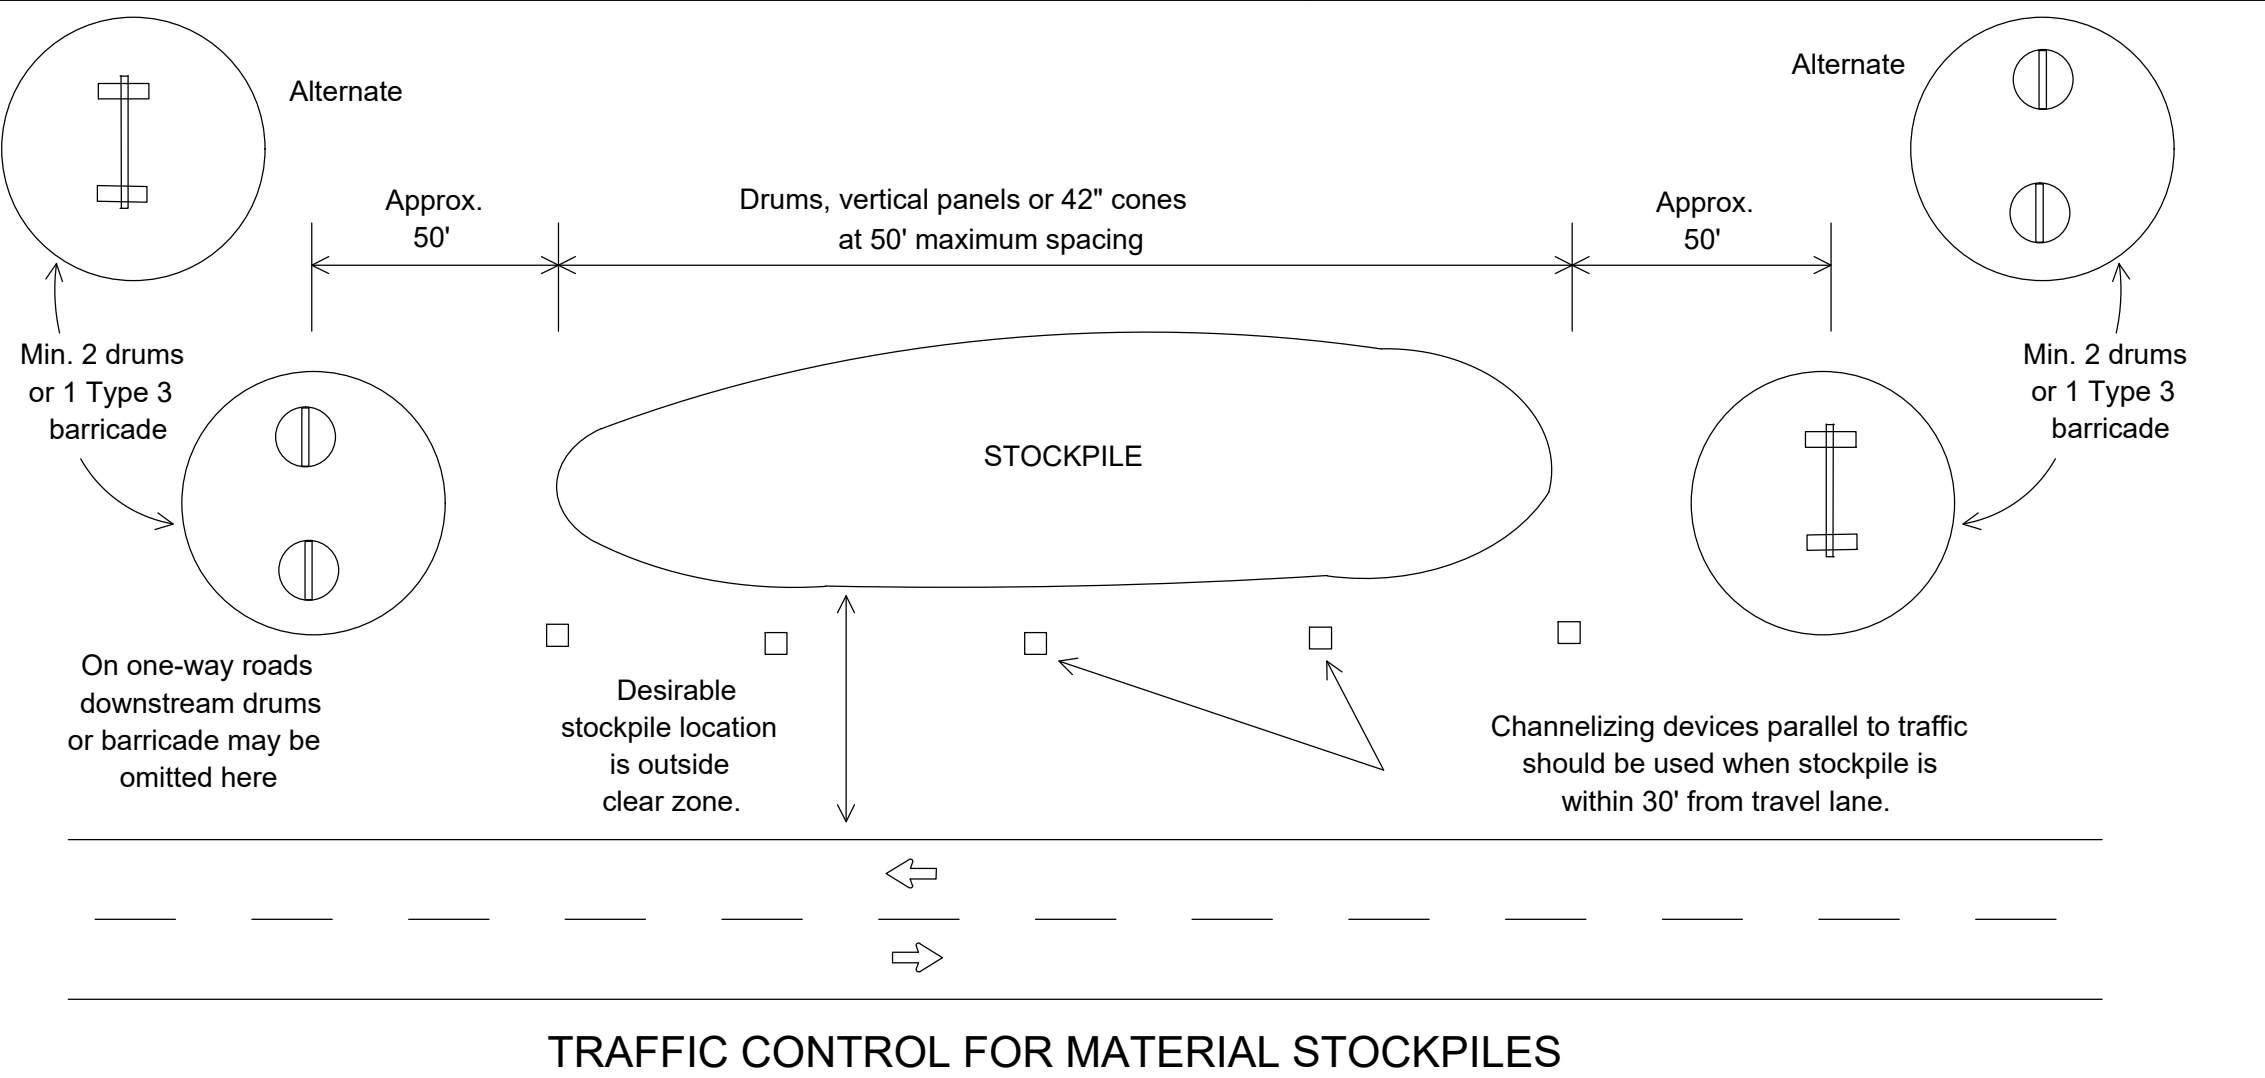 Alternate
Alternate
Approx.
50'
Drums, vertical panels or 42" cones
at 50' maximum spacing
Approx.
50'
Min. 2 drums
or 1 Type 3
barricade
Min. 2 drums
or 1 Type 3
barricade
STOCKPILE
On one-way roads
downstream drums
or barricade may be
omitted here
Desirable
stockpile location
is outside
clear zone.
Channelizing devices parallel to traffic
should be used when stockpile is
within 30' from travel lane.
TRAFFIC CONTROL FOR MATERIAL STOCKPILES